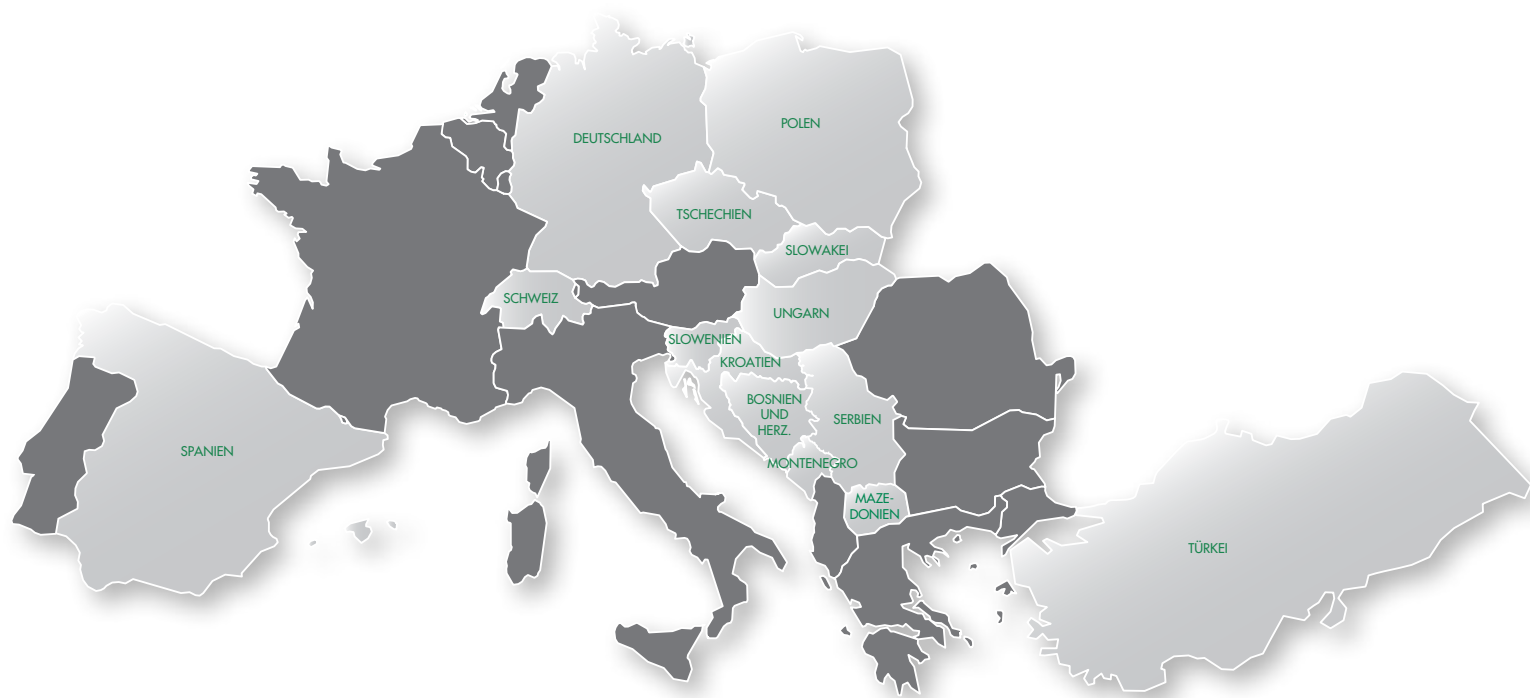 POLEN
DEUTSCHLAND
TSCHECHIEN
SLOWAKEI
SCHWEIZ
UNGARN
SLOWENIEN
KROATIEN
BOSNIEN
UND
HERZ.
SERBIEN
SPANIEN
MONTENEGRO
MAZE-
DONIEN
TÜRKEI